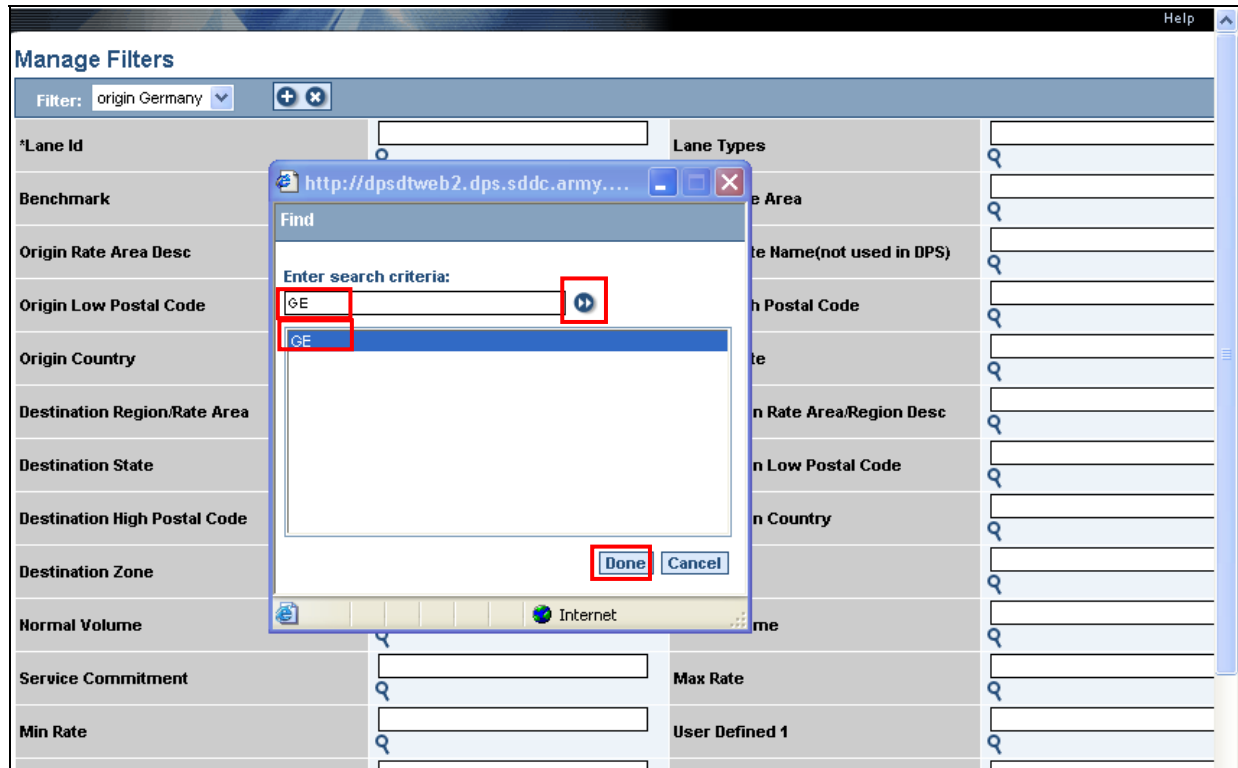 Help
Manage Filters
Filter: origin Germany
*Lane Id Lane Types
http://dpsdtweb2.dps.sddc.army....
Find
Enter search criteria:
GE
GE
Done Cancel
Internet
Benchmark e Area
Origin Rate Area Desc te Name(not used in DPS)
Origin Low Postal Code h Postal Code
Origin Country te
Destination Region/Rate Area n Rate Area/Region Desc
Destination State n Low Postal Code
Destination High Postal Code n Country
Destination Zone
Normal Volume me
Service Commitment Max Rate
Min Rate User Defined 1